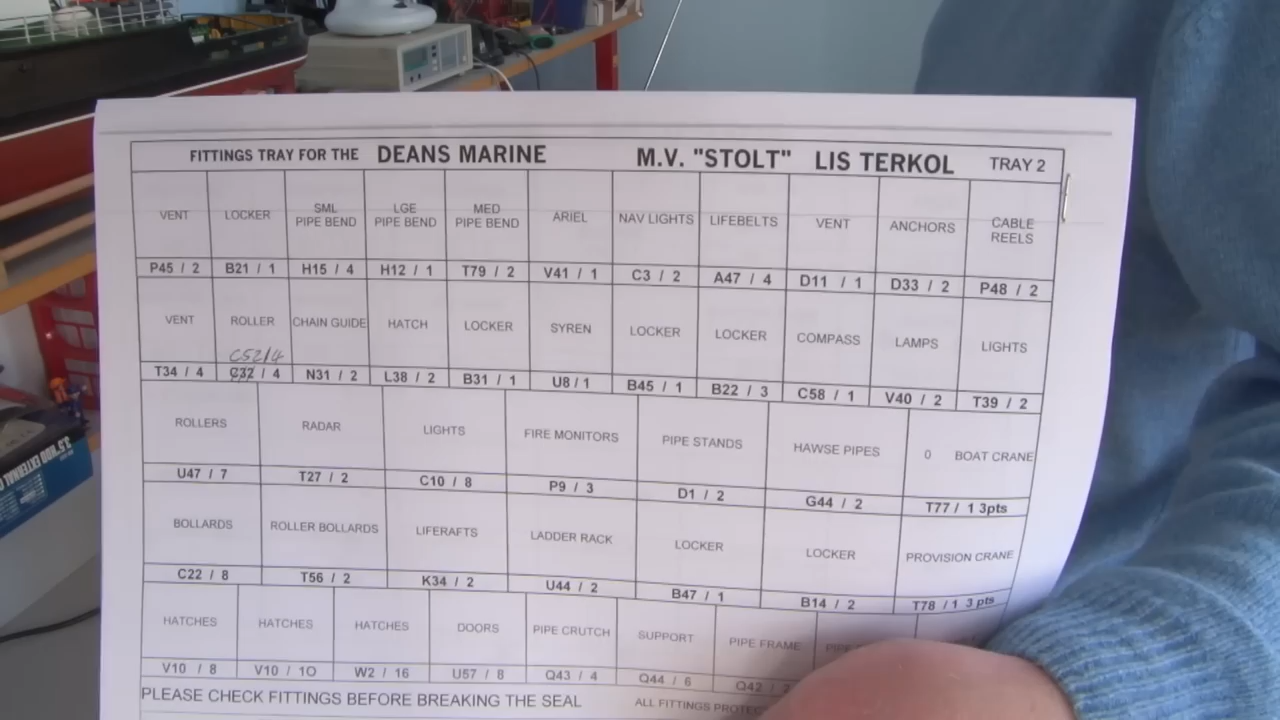 FITTINGS TRAY FOR THE DEANS MARINE M.V. "STOLT" LIS TERKOL TRAY 2
VENT LOCKER SML PIPE BEND LGE PIPE BEND MED PIPE BEND ARIEL NAV LIGHTS LIFEBELTS VENT ANCHORS CABLE REELS
P45 / 2 B21 / 1 H15 / 4 H12 / 1 T79 / 2 V41 / 1 C3 / 2 A47 / 4 D11 / 1 D33 / 2 P48 / 2
VENT ROLLER CHAIN GUIDE HATCH LOCKER SYREN LOCKER LOCKER COMPASS LAMPS LIGHTS
C52/4
T34 / 4 C32 / 4 N31 / 2 L38 / 2 B31 / 1 U8 / 1 B45 / 1 B22 / 3 C58 / 1 V40 / 2 T39 / 2
ROLLERS RADAR LIGHTS FIRE MONITORS PIPE STANDS HAWSE PIPES 0 BOAT CRANE
U47 / 7 T27 / 2 C10 / 8 P9 / 3 D1 / 2 G44 / 2 T77 / 1 3pts
BOLLARDS ROLLER BOLLARDS LIFERAFTS LADDER RACK LOCKER LOCKER PROVISION CRANE
C22 / 8 T56 / 2 K34 / 2 U44 / 2 B47 / 1 B14 / 2 T78 / 1 3 pts
HATCHES HATCHES HATCHES DOORS PIPE CRUTCH SUPPORT PIPE FRAME
V10 / 8 V10 / 1O W2 / 16 U57 / 8 Q43 / 4 Q44 / 6 Q42 /
PLEASE CHECK FITTINGS BEFORE BREAKING THE SEAL ALL FITTINGS
3.5" HDD EXTERNAL